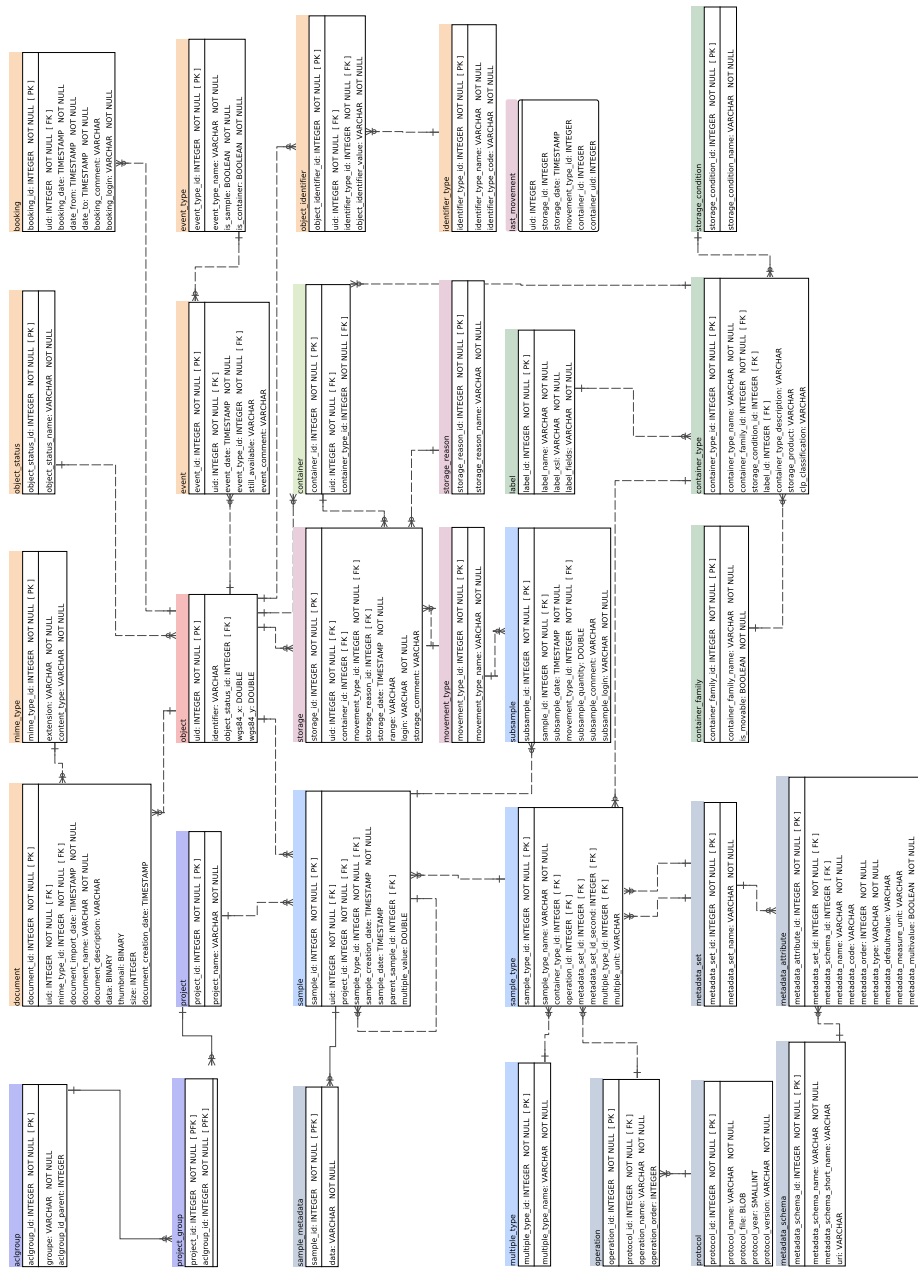 aclgroup
aclgroup_id: INTEGER NOT NULL [ PK ]
groupe: VARCHAR NOT NULL
aclgroup_id_parent: INTEGER
document
document_id: INTEGER NOT NULL [ PK ]
uid: INTEGER NOT NULL [ FK ]
mime_type_id: INTEGER NOT NULL [ FK ]
document_import_date: TIMESTAMP NOT NULL
document_name: VARCHAR NOT NULL
document_description: VARCHAR
data: BINARY
thumbnail: BINARY
size: INTEGER
document_creation_date: TIMESTAMP
mime_type
mime_type_id: INTEGER NOT NULL [ PK ]
extension: VARCHAR NOT NULL
content_type: VARCHAR NOT NULL
object_status
object_status_id: INTEGER NOT NULL [ PK ]
object_status_name: VARCHAR NOT NULL
booking
booking_id: INTEGER NOT NULL [ PK ]
uid: INTEGER NOT NULL [ FK ]
booking_date: TIMESTAMP NOT NULL
date_from: TIMESTAMP NOT NULL
date_to: TIMESTAMP NOT NULL
booking_comment: VARCHAR
booking_login: VARCHAR NOT NULL
project_group
project_id: INTEGER NOT NULL [ PFK ]
aclgroup_id: INTEGER NOT NULL [ PFK ]
project
project_id: INTEGER NOT NULL [ PK ]
project_name: VARCHAR NOT NULL
object
uid: INTEGER NOT NULL [ PK ]
identifier: VARCHAR
object_status_id: INTEGER [ FK ]
wgs84_x: DOUBLE
wgs84_y: DOUBLE
event
event_id: INTEGER NOT NULL [ PK ]
uid: INTEGER NOT NULL [ FK ]
event_date: TIMESTAMP NOT NULL
event_type_id: INTEGER NOT NULL [ FK ]
still_available: VARCHAR
event_comment: VARCHAR
event_type
event_type_id: INTEGER NOT NULL [ PK ]
event_type_name: VARCHAR NOT NULL
is_sample: BOOLEAN NOT NULL
is_container: BOOLEAN NOT NULL
sample_metadata
sample_id: INTEGER NOT NULL [ PFK ]
data: VARCHAR NOT NULL
sample
sample_id: INTEGER NOT NULL [ PK ]
uid: INTEGER NOT NULL [ FK ]
project_id: INTEGER NOT NULL [ FK ]
sample_type_id: INTEGER NOT NULL [ FK ]
sample_creation_date: TIMESTAMP NOT NULL
sample_date: TIMESTAMP
parent_sample_id: INTEGER [ FK ]
multiple_value: DOUBLE
storage
storage_id: INTEGER NOT NULL [ PK ]
uid: INTEGER NOT NULL [ FK ]
container_id: INTEGER [ FK ]
movement_type_id: INTEGER NOT NULL [ FK ]
storage_reason_id: INTEGER [ FK ]
storage_date: TIMESTAMP NOT NULL
range: VARCHAR
login: VARCHAR NOT NULL
storage_comment: VARCHAR
container
container_id: INTEGER NOT NULL [ PK ]
uid: INTEGER NOT NULL [ FK ]
container_type_id: INTEGER NOT NULL [ FK ]
object_identifier
object_identifier_id: INTEGER NOT NULL [ PK ]
uid: INTEGER NOT NULL [ FK ]
identifier_type_id: INTEGER NOT NULL [ FK ]
object_identifier_value: VARCHAR NOT NULL
movement_type
movement_type_id: INTEGER NOT NULL [ PK ]
movement_type_name: VARCHAR NOT NULL
storage_reason
storage_reason_id: INTEGER NOT NULL [ PK ]
storage_reason_name: VARCHAR NOT NULL
identifier_type
identifier_type_id: INTEGER NOT NULL [ PK ]
identifier_type_name: VARCHAR NOT NULL
identifier_type_code: VARCHAR NOT NULL
multiple_type
multiple_type_id: INTEGER NOT NULL [ PK ]
multiple_type_name: VARCHAR NOT NULL
sample_type
sample_type_id: INTEGER NOT NULL [ PK ]
sample_type_name: VARCHAR NOT NULL
container_type_id: INTEGER [ FK ]
operation_id: INTEGER [ FK ]
metadata_set_id: INTEGER [ FK ]
metadata_set_id_second: INTEGER [ FK ]
multiple_type_id: INTEGER [ FK ]
multiple_unit: VARCHAR
subsample
subsample_id: INTEGER NOT NULL [ PK ]
sample_id: INTEGER NOT NULL [ FK ]
subsample_date: TIMESTAMP NOT NULL
movement_type_id: INTEGER NOT NULL [ FK ]
subsample_quantity: DOUBLE
subsample_comment: VARCHAR
subsample_login: VARCHAR NOT NULL
label
label_id: INTEGER NOT NULL [ PK ]
label_name: VARCHAR NOT NULL
label_xsl: VARCHAR NOT NULL
label_fields: VARCHAR NOT NULL
last_movement
uid: INTEGER
storage_id: INTEGER
storage_date: TIMESTAMP
movement_type_id: INTEGER
container_id: INTEGER
container_uid: INTEGER
operation
operation_id: INTEGER NOT NULL [ PK ]
protocol_id: INTEGER NOT NULL [ FK ]
operation_name: VARCHAR NOT NULL
operation_order: INTEGER
protocol
protocol_id: INTEGER NOT NULL [ PK ]
protocol_name: VARCHAR NOT NULL
protocol_file: BLOB
protocol_year: SMALLINT
protocol_version: VARCHAR NOT NULL
metadata_set
metadata_set_id: INTEGER NOT NULL [ PK ]
metadata_set_name: VARCHAR NOT NULL
container_family
container_family_id: INTEGER NOT NULL [ PK ]
container_family_name: VARCHAR NOT NULL
is_movable: BOOLEAN NOT NULL
container_type
container_type_id: INTEGER NOT NULL [ PK ]
container_type_name: VARCHAR NOT NULL
container_family_id: INTEGER NOT NULL [ FK ]
storage_condition_id: INTEGER [ FK ]
label_id: INTEGER [ FK ]
container_type_description: VARCHAR
storage_product: VARCHAR
clp_classification: VARCHAR
storage_condition
storage_condition_id: INTEGER NOT NULL [ PK ]
storage_condition_name: VARCHAR NOT NULL
metadata_schema
metadata_schema_id: INTEGER NOT NULL [ PK ]
metadata_schema_name: VARCHAR NOT NULL
metadata_schema_short_name: VARCHAR
uri: VARCHAR
metadata_attribute
metadata_attribute_id: INTEGER NOT NULL [ PK ]
metadata_set_id: INTEGER NOT NULL [ FK ]
metadata_schema_id: INTEGER [ FK ]
metadata_name: VARCHAR NOT NULL
metadata_code: VARCHAR
metadata_order: INTEGER NOT NULL
metadata_type: VARCHAR NOT NULL
metadata_defaultvalue: VARCHAR
metadata_measure_unit: VARCHAR
metadata_multivalue: BOOLEAN NOT NULL